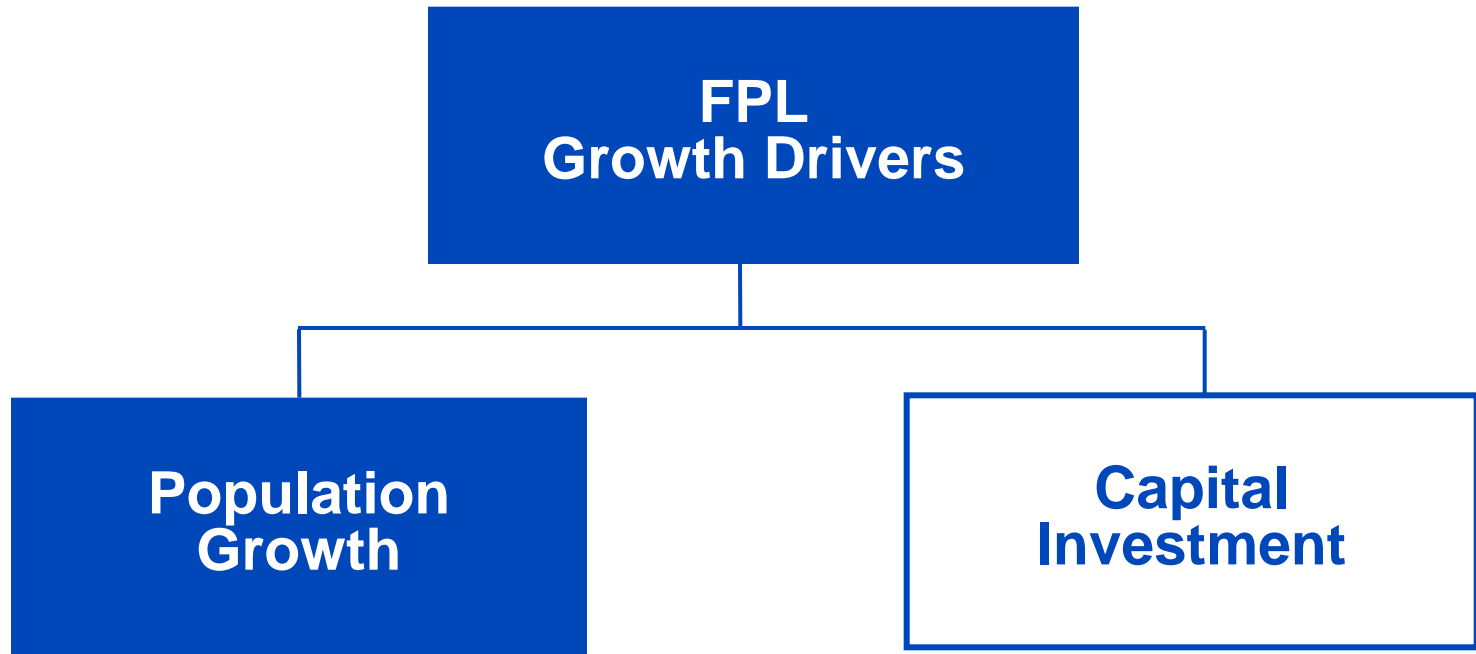 FPL
Growth Drivers
Population
Growth
Capital
Investment